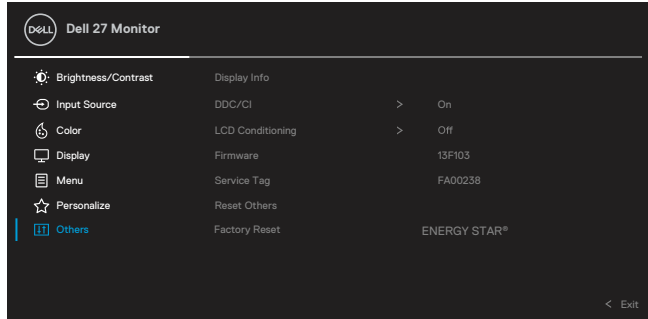 DELL Dell 27 Monitor
Brightness/Contrast Display Info
Input Source DDC/CI > On
Color LCD Conditioning > Off
Display Firmware 13F103
Menu Service Tag FA00238
Personalize Reset Others
Others Factory Reset ENERGY STAR®
< Exit